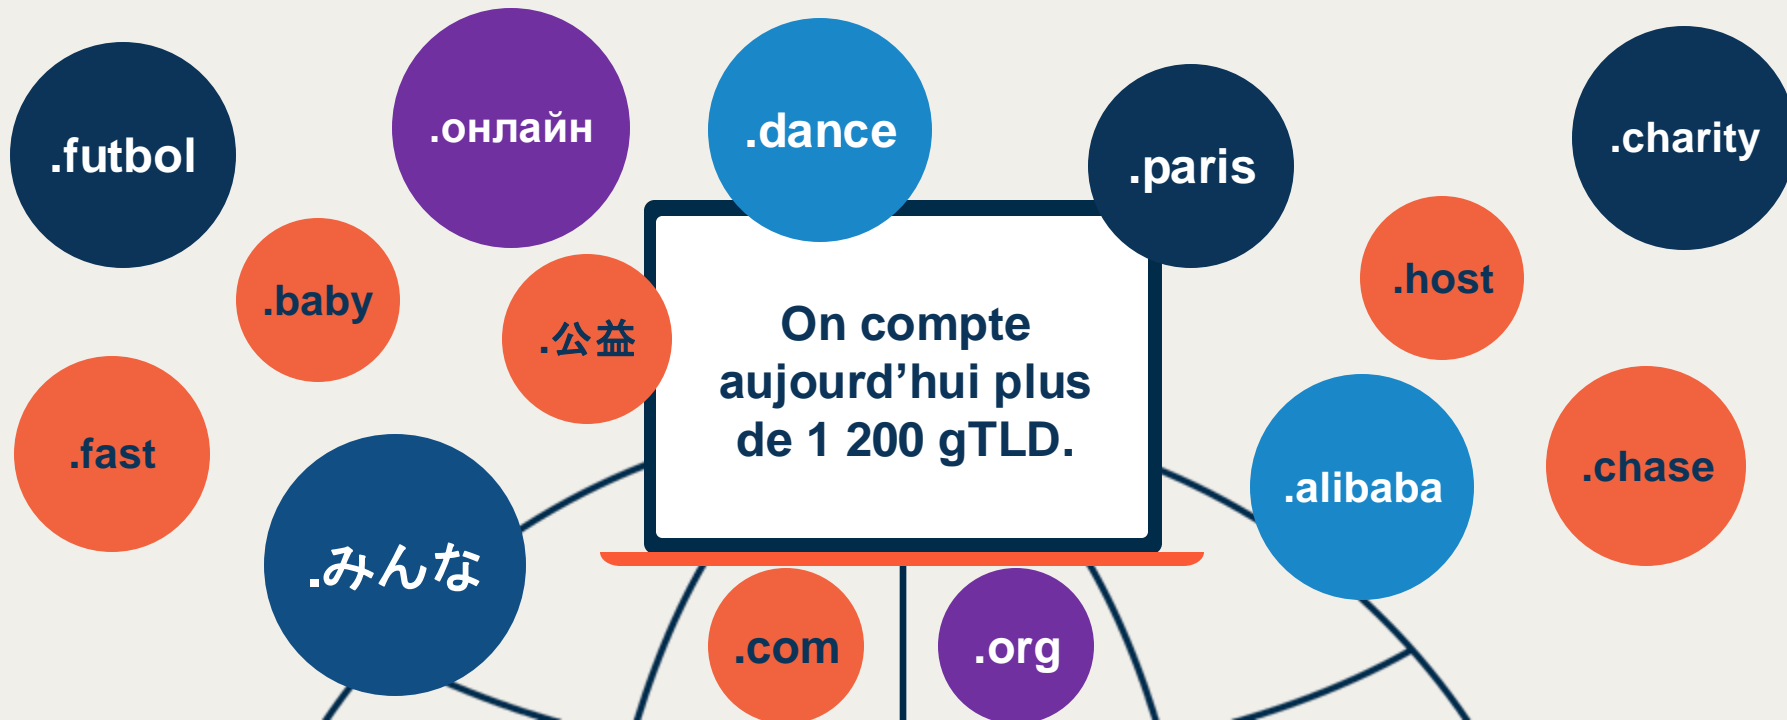 .futbol
.онлайн
.dance
.paris
.charity
.baby
.公益
.host
On compte
aujourd’hui plus
de 1 200 gTLD.
.fast
.みんな
.alibaba
.chase
.com
.org